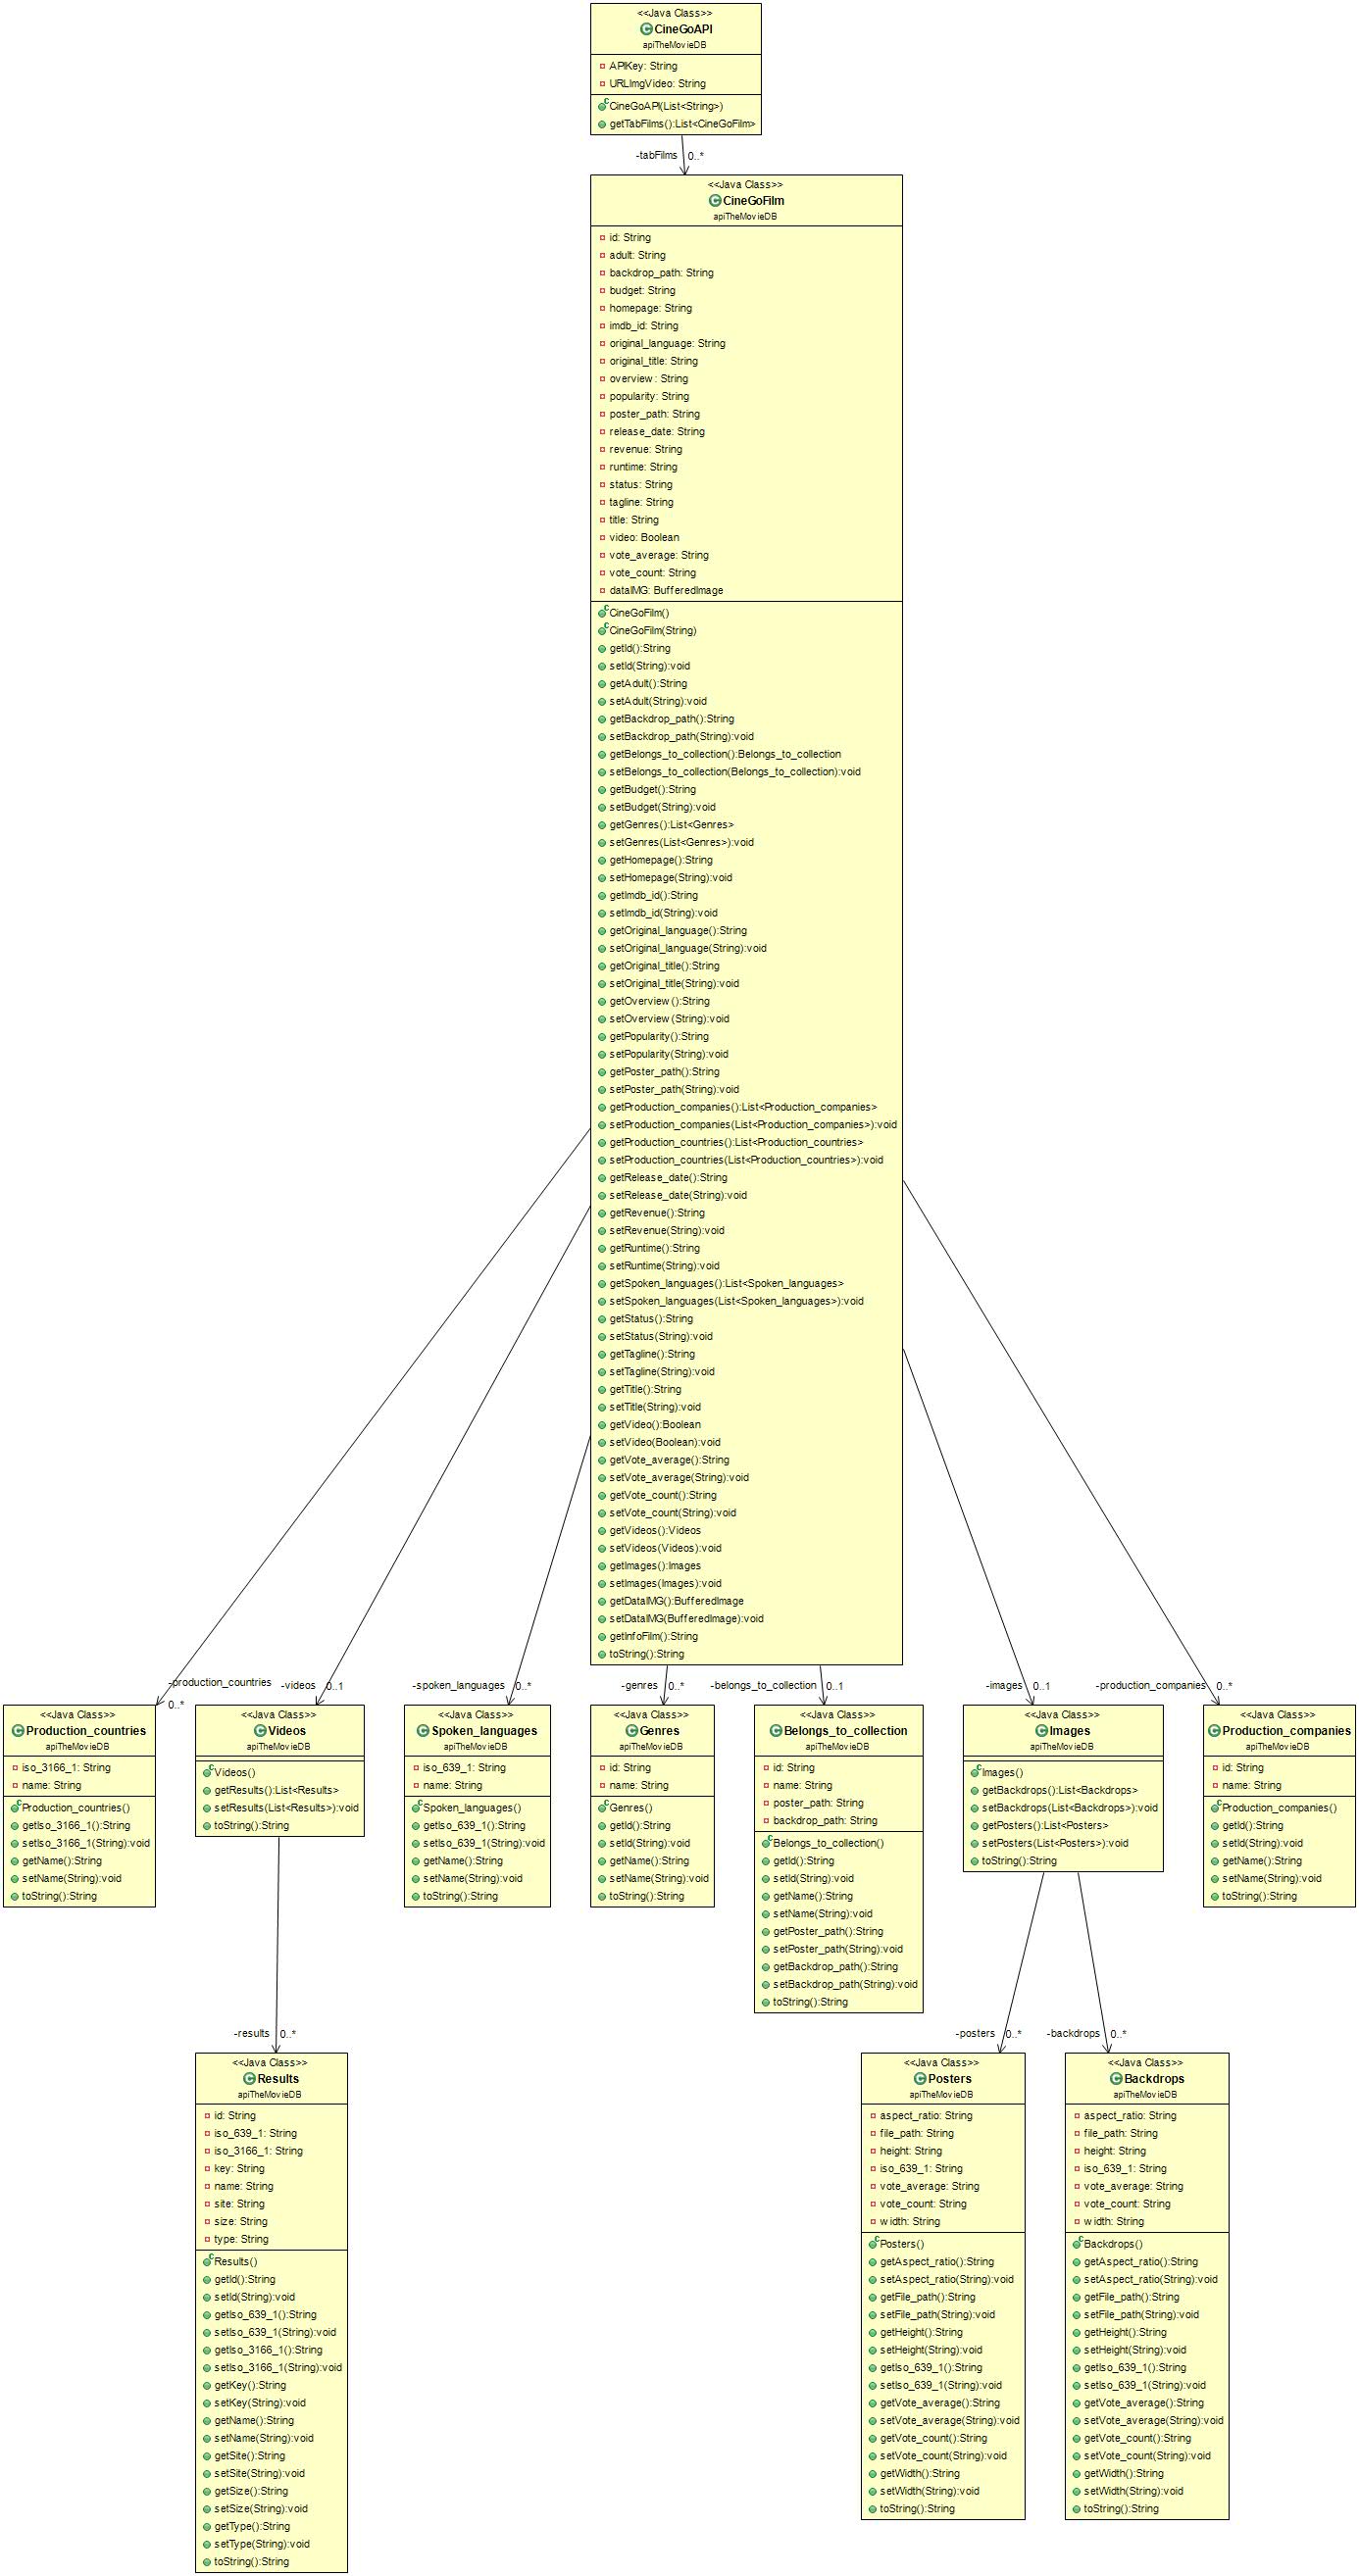 <<Java Class>>
CineGoAPI
apiTheMovieDB
APIKey: String
URLImgVideo: String
CineGoAPI(List<String>)
getTabFilms():List<CineGoFilm>
-tabFilms 0..*
<<Java Class>>
CineGoFilm
apiTheMovieDB
id: String
adult: String
backdrop_path: String
budget: String
homepage: String
imdb_id: String
original_language: String
original_title: String
overview: String
popularity: String
poster_path: String
release_date: String
revenue: String
runtime: String
status: String
tagline: String
title: String
video: Boolean
vote_average: String
vote_count: String
dataIMG: BufferedImage
CineGoFilm()
CineGoFilm(String)
getId():String
setId(String):void
getAdult():String
setAdult(String):void
getBackdrop_path():String
setBackdrop_path(String):void
getBelongs_to_collection():Belongs_to_collection
setBelongs_to_collection(Belongs_to_collection):void
getBudget():String
setBudget(String):void
getGenres():List<Genres>
setGenres(List<Genres>):void
getHomepage():String
setHomepage(String):void
getImdb_id():String
setImdb_id(String):void
getOriginal_language():String
setOriginal_language(String):void
getOriginal_title():String
setOriginal_title(String):void
getOverview():String
setOverview(String):void
getPopularity():String
setPopularity(String):void
getPoster_path():String
setPoster_path(String):void
getProduction_companies():List<Production_companies>
setProduction_companies(List<Production_companies>):void
getProduction_countries():List<Production_countries>
setProduction_countries(List<Production_countries>):void
getRelease_date():String
setRelease_date(String):void
getRevenue():String
setRevenue(String):void
getRuntime():String
setRuntime(String):void
getSpoken_languages():List<Spoken_languages>
setSpoken_languages(List<Spoken_languages>):void
getStatus():String
setStatus(String):void
getTagline():String
setTagline(String):void
getTitle():String
setTitle(String):void
getVideo():Boolean
setVideo(Boolean):void
getVote_average():String
setVote_average(String):void
getVote_count():String
setVote_count(String):void
getVideos():Videos
setVideos(Videos):void
getImages():Images
setImages(Images):void
getDataIMG():BufferedImage
setDataIMG(BufferedImage):void
getInfoFilm():String
toString():String
-production_countries 0..*
<<Java Class>>
Production_countries
apiTheMovieDB
iso_3166_1: String
name: String
Production_countries()
getIso_3166_1():String
setIso_3166_1(String):void
getName():String
setName(String):void
toString():String
-videos 0..1
<<Java Class>>
Videos
apiTheMovieDB
Videos()
getResults():List<Results>
setResults(List<Results>):void
toString():String
-spoken_languages 0..*
<<Java Class>>
Spoken_languages
apiTheMovieDB
iso_639_1: String
name: String
Spoken_languages()
getIso_639_1():String
setIso_639_1(String):void
getName():String
setName(String):void
toString():String
-genres 0..*
<<Java Class>>
Genres
apiTheMovieDB
id: String
name: String
Genres()
getId():String
setId(String):void
getName():String
setName(String):void
toString():String
-belongs_to_collection 0..1
<<Java Class>>
Belongs_to_collection
apiTheMovieDB
id: String
name: String
poster_path: String
backdrop_path: String
Belongs_to_collection()
getId():String
setId(String):void
getName():String
setName(String):void
getPoster_path():String
setPoster_path(String):void
getBackdrop_path():String
setBackdrop_path(String):void
toString():String
-images 0..1
<<Java Class>>
Images
apiTheMovieDB
Images()
getBackdrops():List<Backdrops>
setBackdrops(List<Backdrops>):void
getPosters():List<Posters>
setPosters(List<Posters>):void
toString():String
-production_companies 0..*
<<Java Class>>
Production_companies
apiTheMovieDB
id: String
name: String
Production_companies()
getId():String
setId(String):void
getName():String
setName(String):void
toString():String
-results 0..*
<<Java Class>>
Results
apiTheMovieDB
id: String
iso_639_1: String
iso_3166_1: String
key: String
name: String
site: String
size: String
type: String
Results()
getId():String
setId(String):void
getIso_639_1():String
setIso_639_1(String):void
getIso_3166_1():String
setIso_3166_1(String):void
getKey():String
setKey(String):void
getName():String
setName(String):void
getSite():String
setSite(String):void
getSize():String
setSize(String):void
getType():String
setType(String):void
toString():String
-posters 0..*
<<Java Class>>
Posters
apiTheMovieDB
aspect_ratio: String
file_path: String
height: String
iso_639_1: String
vote_average: String
vote_count: String
width: String
Posters()
getAspect_ratio():String
setAspect_ratio(String):void
getFile_path():String
setFile_path(String):void
getHeight():String
setHeight(String):void
getIso_639_1():String
setIso_639_1(String):void
getVote_average():String
setVote_average(String):void
getVote_count():String
setVote_count(String):void
getWidth():String
setWidth(String):void
toString():String
-backdrops 0..*
<<Java Class>>
Backdrops
apiTheMovieDB
aspect_ratio: String
file_path: String
height: String
iso_639_1: String
vote_average: String
vote_count: String
width: String
Backdrops()
getAspect_ratio():String
setAspect_ratio(String):void
getFile_path():String
setFile_path(String):void
getHeight():String
setHeight(String):void
getIso_639_1():String
setIso_639_1(String):void
getVote_average():String
setVote_average(String):void
getVote_count():String
setVote_count(String):void
getWidth():String
setWidth(String):void
toString():String